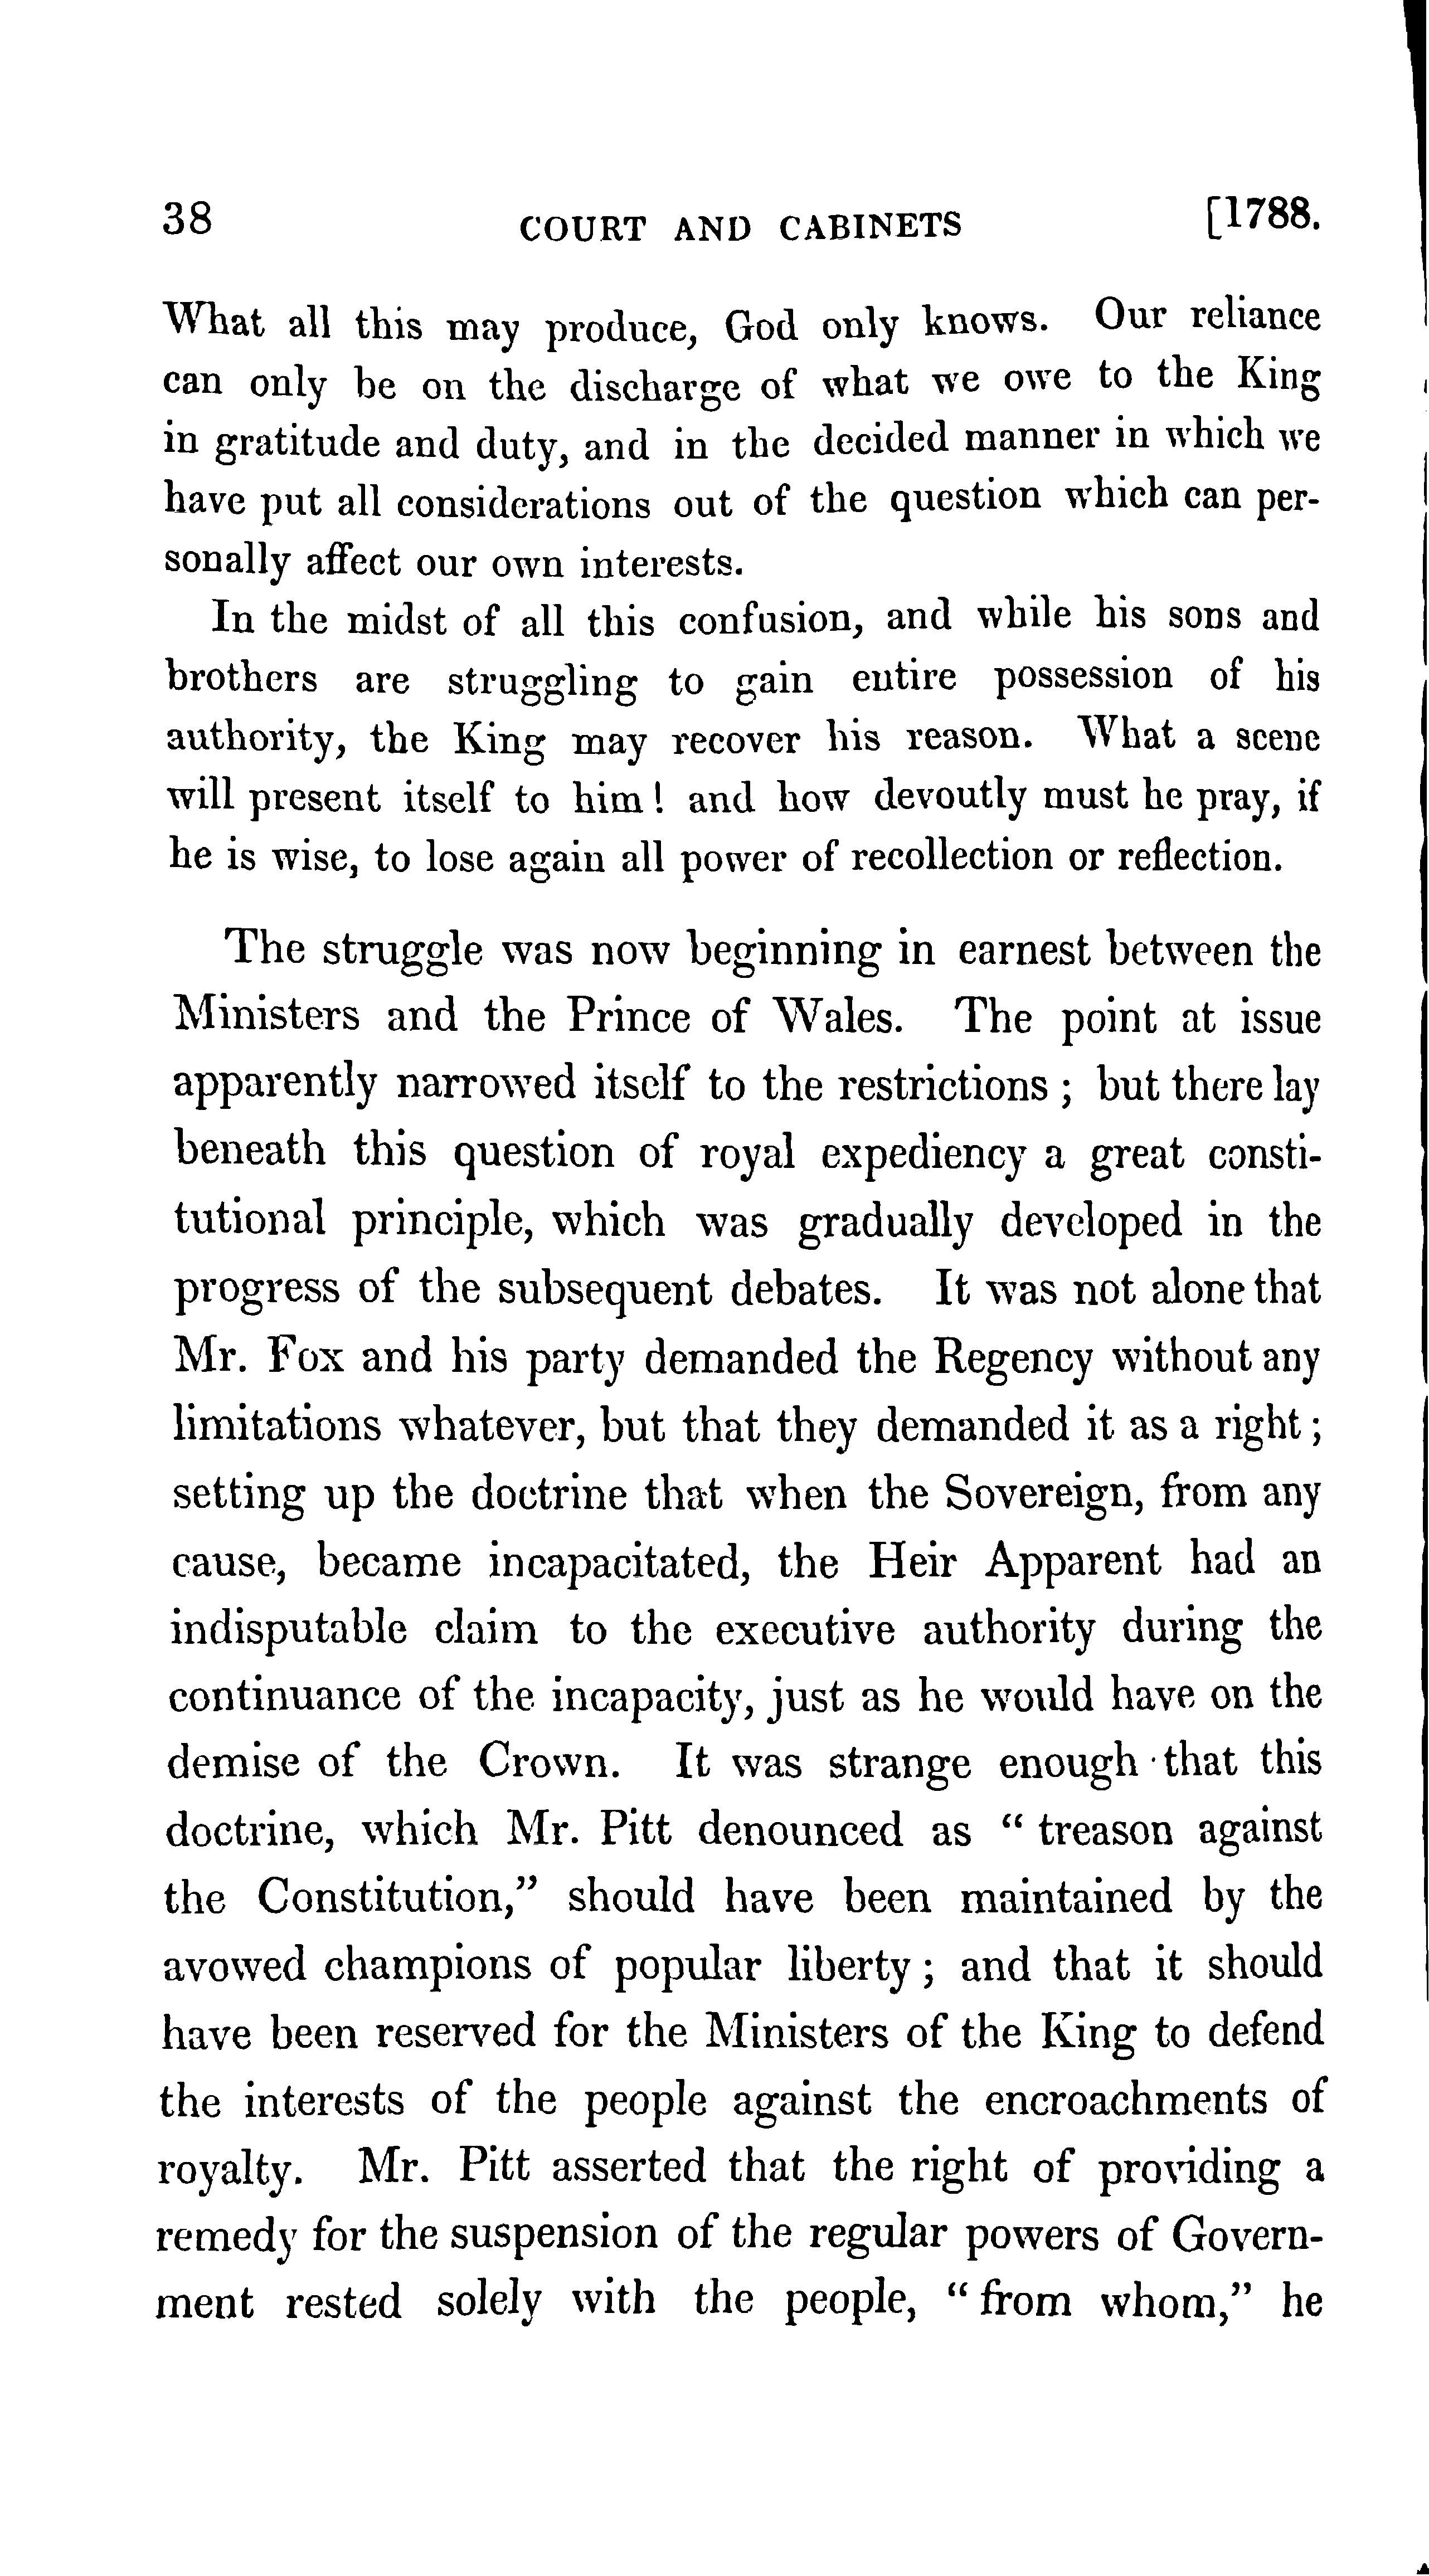 38 COURT AND CABINETS [1788.
What all this may produce, God only knows. Our reliance
can only be on the discharge of what we owe to the King
in gratitude and duty, and in the decided manner in which we
have put all considerations out of the question which can per-
sonally affect our own interests.
In the midst of all this confusion, and while his sons and
brothers are struggling to gain entire possession of his
authority, the King may recover his reason. What a scene
will present itself to him! and how devoutly must he pray, if
he is wise, to lose again all power of recollection or reflection.
The struggle was now beginning in earnest between the
Ministers and the Prince of Wales. The point at issue
apparently narrowed itself to the restrictions; but there lay
beneath this question of royal expediency a great consti-
tutional principle, which was gradually developed in the
progress of the subsequent debates. It was not alone that
Mr. Fox and his party demanded the Regency without any
limitations whatever, but that they demanded it as a right;
setting up the doctrine that when the Sovereign, from any
cause, became incapacitated, the Heir Apparent had an
indisputable claim to the executive authority during the
continuance of the incapacity, just as he would have on the
demise of the Crown. It was strange enough that this
doctrine, which Mr. Pitt denounced as "treason against
the Constitution," should have been maintained by the
avowed champions of popular liberty; and that it should
have been reserved for the Ministers of the King to defend
the interests of the people against the encroachments of
royalty. Mr. Pitt asserted that the right of providing a
remedy for the suspension of the regular powers of Govern-
ment rested solely with the people, "from whom," he